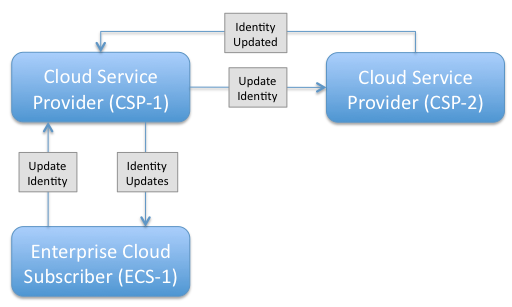 Identity
Updated
Cloud Service
Provider (CSP-1)
Update
Identity
Cloud Service
Provider (CSP-2)
Update
Identity
Identity
Updates
Enterprise Cloud
Subscriber (ECS-1)